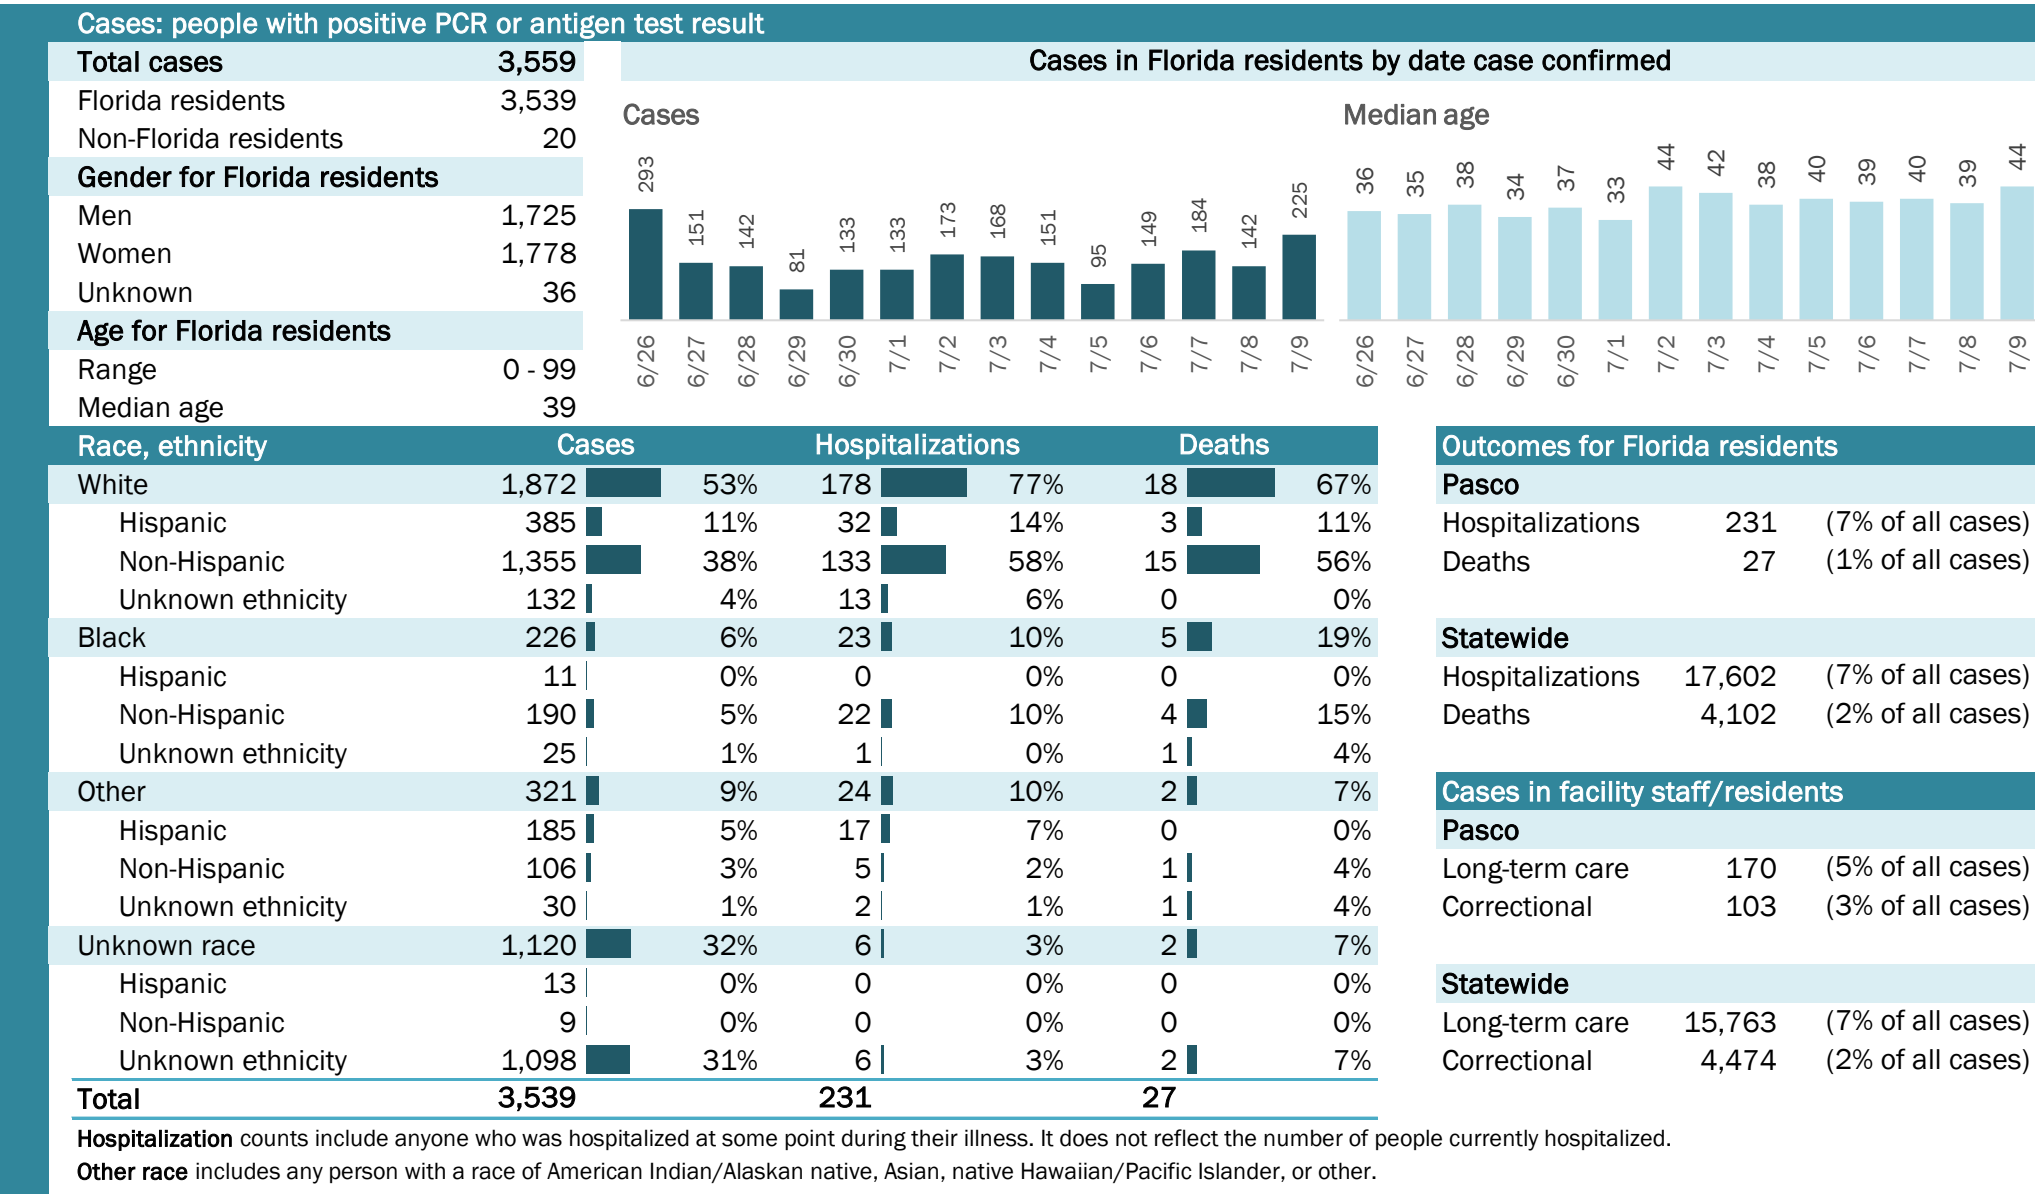 Cases: people with positive PCR or antigen test result
Total cases 3,559
Florida residents 3,539
Non-Florida residents 20
Gender for Florida residents
Men 1,725
Women 1,778
Unknown 36
Age for Florida residents
Range 0 - 99
Median age 39
Cases in Florida residents by date case confirmed
Cases
293 151 142 81 133 133 173 168 151 95 149 184 142 225
6/26 6/27 6/28 6/29 6/30 7/1 7/2 7/3 7/4 7/5 7/6 7/7 7/8 7/9
Median age
36 35 38 34 37 33 44 42 38 40 39 40 39 44
6/26 6/27 6/28 6/29 6/30 7/1 7/2 7/3 7/4 7/5 7/6 7/7 7/8 7/9
Race, ethnicity Cases Hospitalizations Deaths
White 1,872 53% 178 77% 18 67%
Hispanic 385 11% 32 14% 3 11%
Non-Hispanic 1,355 38% 133 58% 15 56%
Unknown ethnicity 132 4% 13 6% 0 0%
Black 226 6% 23 10% 5 19%
Hispanic 11 0% 0 0% 0 0%
Non-Hispanic 190 5% 22 10% 4 15%
Unknown ethnicity 25 1% 1 0% 1 4%
Other 321 9% 24 10% 2 7%
Hispanic 185 5% 17 7% 0 0%
Non-Hispanic 106 3% 5 2% 1 4%
Unknown ethnicity 30 1% 2 1% 1 4%
Unknown race 1,120 32% 6 3% 2 7%
Hispanic 13 0% 0 0% 0 0%
Non-Hispanic 9 0% 0 0% 0 0%
Unknown ethnicity 1,098 31% 6 3% 2 7%
Total 3,539 231 27
Outcomes for Florida residents
Pasco
Hospitalizations 231 (7% of all cases)
Deaths 27 (1% of all cases)
Statewide
Hospitalizations 17,602 (7% of all cases)
Deaths 4,102 (2% of all cases)
Cases in facility staff/residents
Pasco
Long-term care 170 (5% of all cases)
Correctional 103 (3% of all cases)
Statewide
Long-term care 15,763 (7% of all cases)
Correctional 4,474 (2% of all cases)
Hospitalization counts include anyone who was hospitalized at some point during their illness. It does not reflect the number of people currently hospitalized.
Other race includes any person with a race of American Indian/Alaskan native, Asian, native Hawaiian/Pacific Islander, or other.